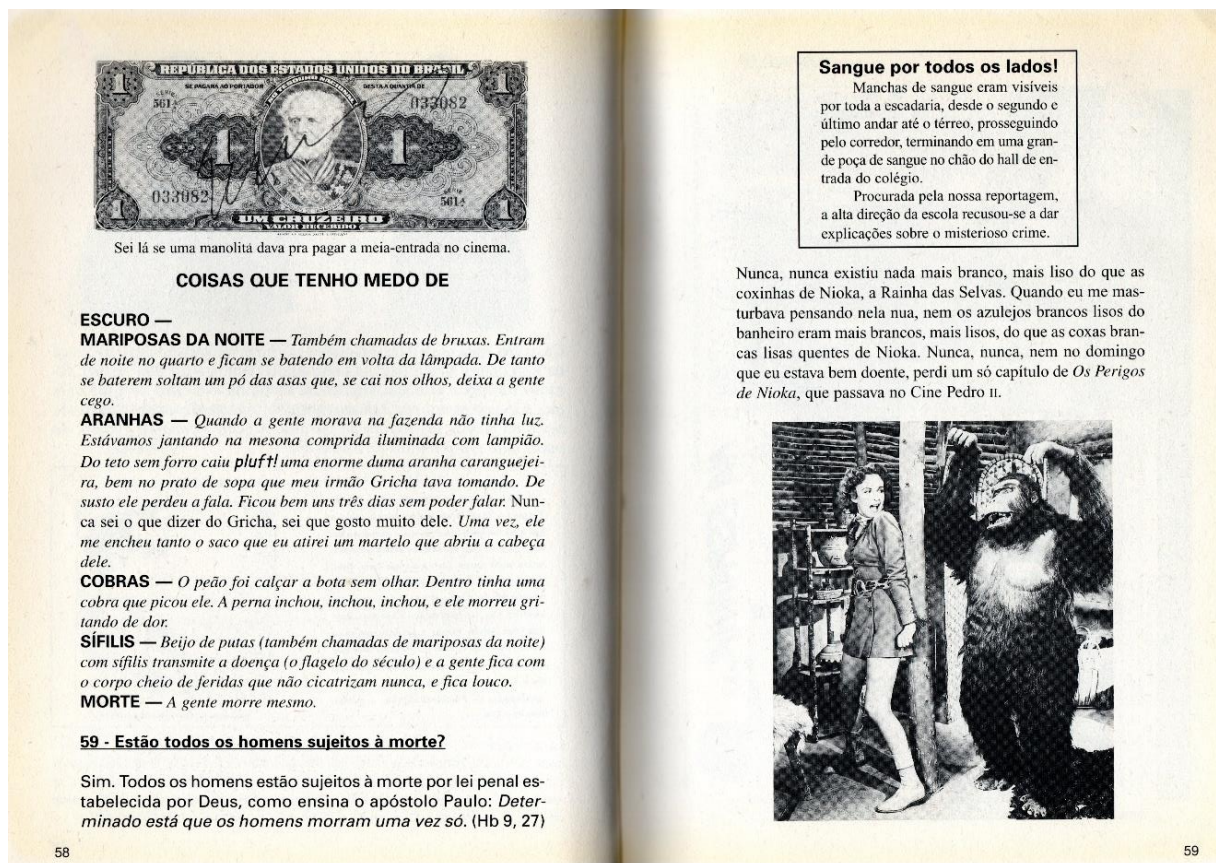 REPÚBLICA DOS ESTADOS UNIDOS DO BRASIL
SE PAGARÁ AO PORTADOR
DESTA A QUANTIA DE
TESOURO NACIONAL
SÉRIE
561ª
033082
1
1
1
1
1
1
033082
SÉRIE
561ª
UM CRUZEIRO
VALOR RECEBIDO
Sei lá se uma manolita dava pra pagar a meia-entrada no cinema.
COISAS QUE TENHO MEDO DE
ESCURO —
MARIPOSAS DA NOITE — Também chamadas de bruxas. Entram
de noite no quarto e ficam se batendo em volta da lâmpada. De tanto
se baterem soltam um pó das asas que, se cai nos olhos, deixa a gente
cego.
ARANHAS — Quando a gente morava na fazenda não tinha luz.
Estávamos jantando na mesona comprida iluminada com lampião.
Do teto sem forro caiu pluft! uma enorme duma aranha caranguejei-
ra, bem no prato de sopa que meu irmão Gricha tava tomando. De
susto ele perdeu a fala. Ficou bem uns três dias sem poder falar. Nun-
ca sei o que dizer do Gricha, sei que gosto muito dele. Uma vez, ele
me encheu tanto o saco que eu atirei um martelo que abriu a cabeça
dele.
COBRAS — O peão foi calçar a bota sem olhar. Dentro tinha uma
cobra que picou ele. A perna inchou, inchou, inchou, e ele morreu gri-
tando de dor.
SÍFILIS — Beijo de putas (também chamadas de mariposas da noite)
com sífilis transmite a doença (o flagelo do século) e a gente fica com
o corpo cheio de feridas que não cicatrizam nunca, e fica louco.
MORTE — A gente morre mesmo.
59 - Estão todos os homens sujeitos à morte?
Sim. Todos os homens estão sujeitos à morte por lei penal es-
tabelecida por Deus, como ensina o apóstolo Paulo: Deter-
minado está que os homens morram uma vez só. (Hb 9, 27)
58
Sangue por todos os lados!
Manchas de sangue eram visíveis
por toda a escadaria, desde o segundo e
último andar até o térreo, prosseguindo
pelo corredor, terminando em uma gran-
de poça de sangue no chão do hall de en-
trada do colégio.
Procurada pela nossa reportagem,
a alta direção da escola recusou-se a dar
explicações sobre o misterioso crime.
Nunca, nunca existiu nada mais branco, mais liso do que as
coxinhas de Nioka, a Rainha das Selvas. Quando eu me mas-
turbava pensando nela nua, nem os azulejos brancos lisos do
banheiro eram mais brancos, mais lisos, do que as coxas bran-
cas lisas quentes de Nioka. Nunca, nunca, nem no domingo
que eu estava bem doente, perdi um só capítulo de Os Perigos
de Nioka, que passava no Cine Pedro II.
59